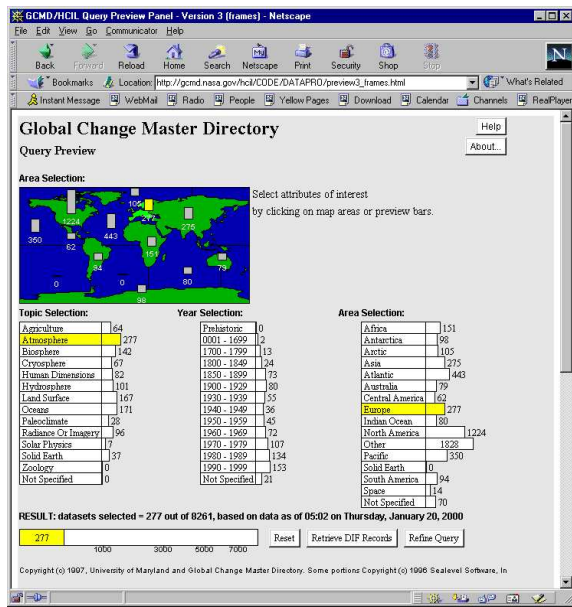 GCMD/HCIL Query Preview Panel - Version 3 (frames) - Netscape
File Edit View Go Communicator Help
Back Forward Reload Home Search Netscape Print Security Shop Stop
Bookmarks Location: http://gcmd.nasa.gov/hcil/CODE/DATAPRO/preview3_frames.html What's Related
Instant Message WebMail Radio People Yellow Pages Download Calendar Channels RealPlayer
Global Change Master Directory
Help
Query Preview
About...
Area Selection:
Select attributes of interest
by clicking on map areas or preview bars.
105
1224 277
350 443 275
62 151
94 79
0 0 80
98
Topic Selection: Year Selection: Area Selection:
Agriculture 64 Prehistoric 0 Africa 151
Atmosphere 277 0001 - 1699 2 Antarctica 98
Biosphere 142 1700 - 1799 13 Arctic 105
Cryosphere 67 1800 - 1849 24 Asia 275
Human Dimensions 82 1850 - 1899 73 Atlantic 443
Hydrosphere 101 1900 - 1929 80 Australia 79
Land Surface 167 1930 - 1939 55 Central America 62
Oceans 171 1940 - 1949 36 Europe 277
Paleoclimate 28 1950 - 1959 45 Indian Ocean 80
Radiance Or Imagery 96 1960 - 1969 72 North America 1224
Solar Physics 7 1970 - 1979 107 Other 1828
Solid Earth 37 1980 - 1989 134 Pacific 350
Zoology 0 1990 - 1999 153 Solid Earth 0
Not Specified 0 Not Specified 21 South America 94
Space 14
Not Specified 70
RESULT: datasets selected = 277 out of 8261, based on data as of 05:02 on Thursday, January 20, 2000
277 Reset Retrieve DIF Records Refine Query
1000 3000 5000 7000
Copyright (c) 1997, University of Maryland and Global Change Master Directory. Some portions Copyright (c) 1996 Sealevel Software, In